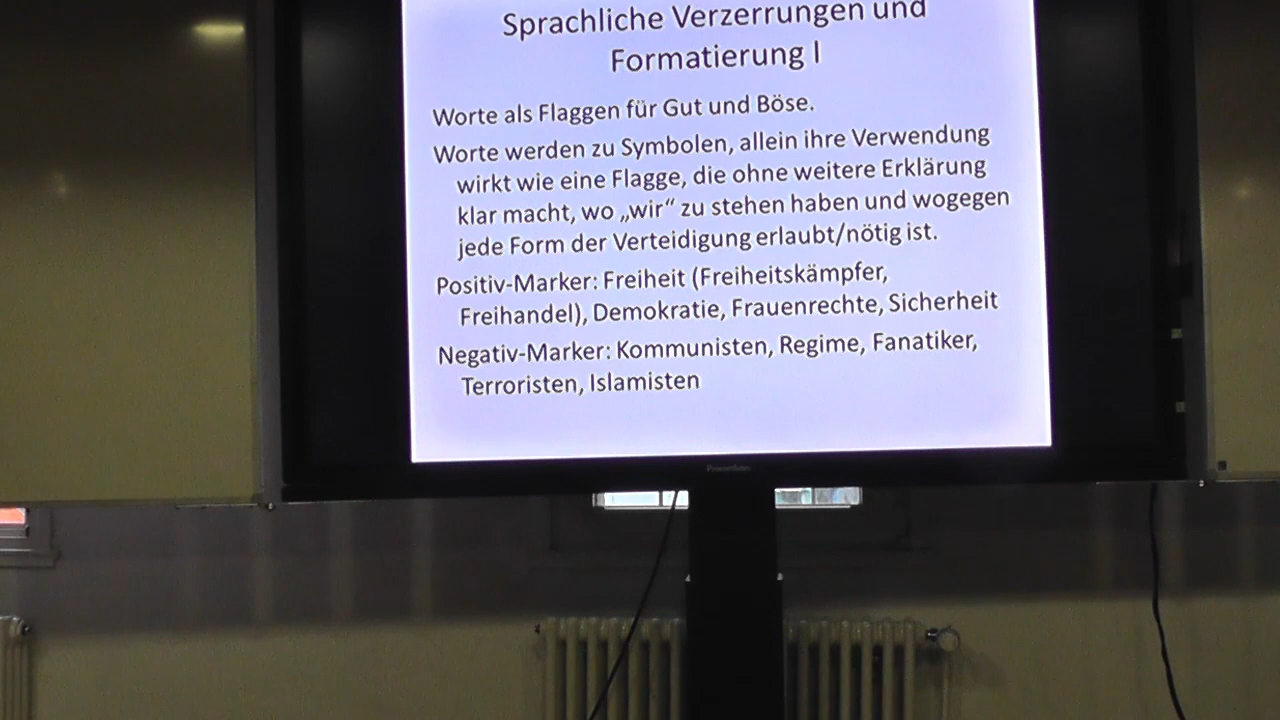 Sprachliche Verzerrungen und
Formatierung I
Worte als Flaggen für Gut und Böse.
Worte werden zu Symbolen, allein ihre Verwendung
wirkt wie eine Flagge, die ohne weitere Erklärung
klar macht, wo „wir“ zu stehen haben und wogegen
jede Form der Verteidigung erlaubt/nötig ist.
Positiv-Marker: Freiheit (Freiheitskämpfer,
Freihandel), Demokratie, Frauenrechte, Sicherheit
Negativ-Marker: Kommunisten, Regime, Fanatiker,
Terroristen, Islamisten